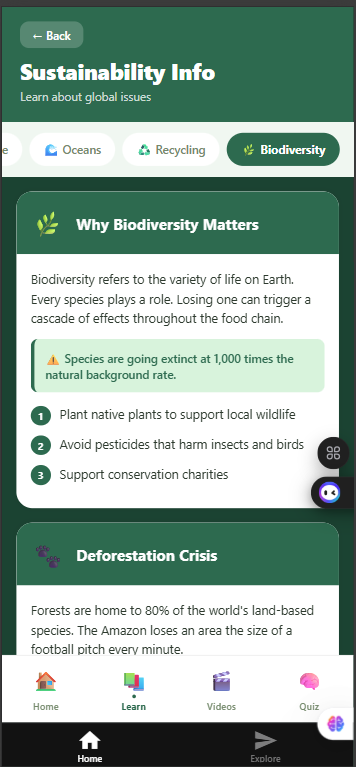 ← Back
Sustainability Info
Learn about global issues
e
Oceans
Recycling
Biodiversity
Why Biodiversity Matters
Biodiversity refers to the variety of life on Earth.
Every species plays a role. Losing one can trigger a
cascade of effects throughout the food chain.
⚠️ Species are going extinct at 1,000 times the
natural background rate.
1 Plant native plants to support local wildlife
2 Avoid pesticides that harm insects and birds
3 Support conservation charities
Deforestation Crisis
Forests are home to 80% of the world's land-based
species. The Amazon loses an area the size of a
football pitch every minute.
Home
Learn
Videos
Quiz
Home
Explore